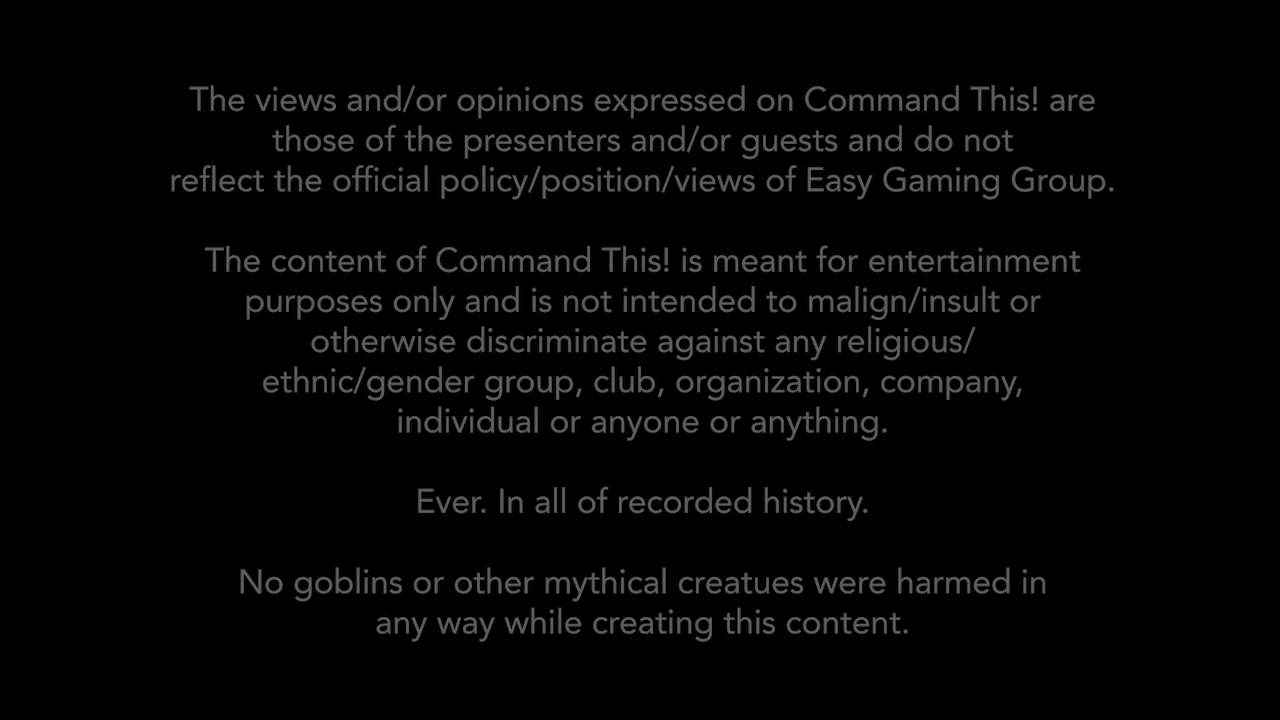 The views and/or opinions expressed on Command This! are
those of the presenters and/or guests and do not
reflect the official policy/position/views of Easy Gaming Group.
The content of Command This! is meant for entertainment
purposes only and is not intended to malign/insult or
otherwise discriminate against any religious/
ethnic/gender group, club, organization, company,
individual or anyone or anything.
Ever. In all of recorded history.
No goblins or other mythical creatues were harmed in
any way while creating this content.